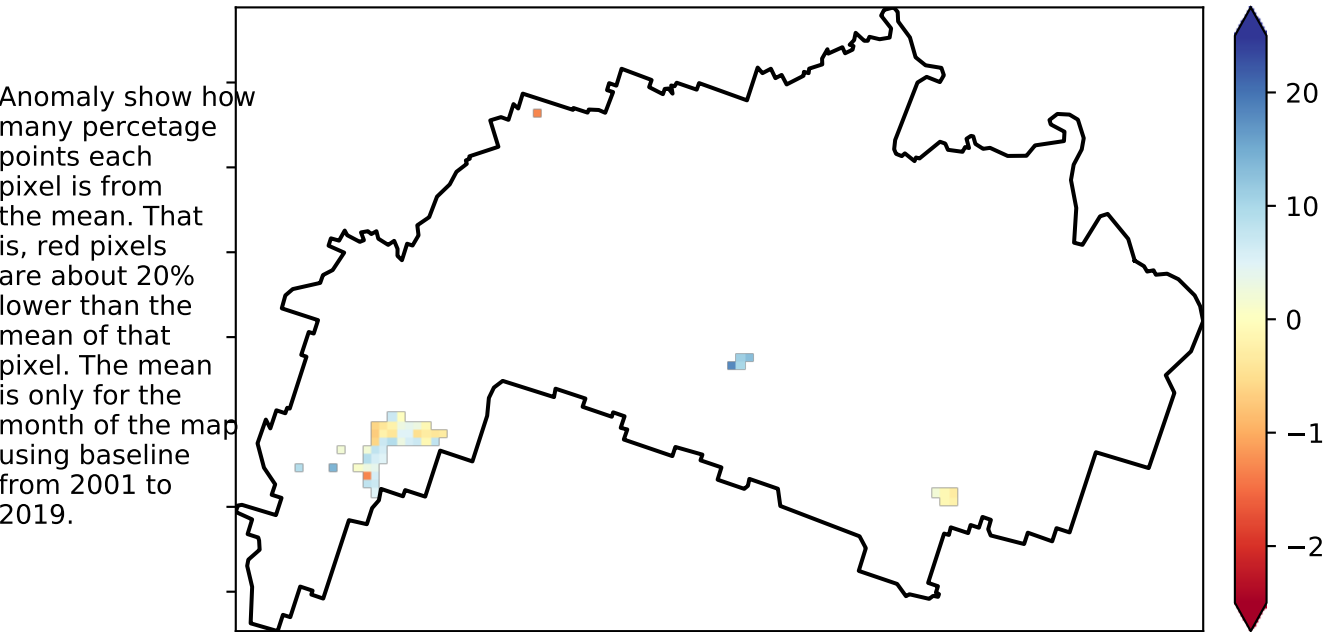 Anomaly show how
many percetage
points each
pixel is from
the mean. That
is, red pixels
are about 20%
lower than the
mean of that
pixel. The mean
is only for the
month of the map
using baseline
from 2001 to
2019.
20
10
0
−1
−2